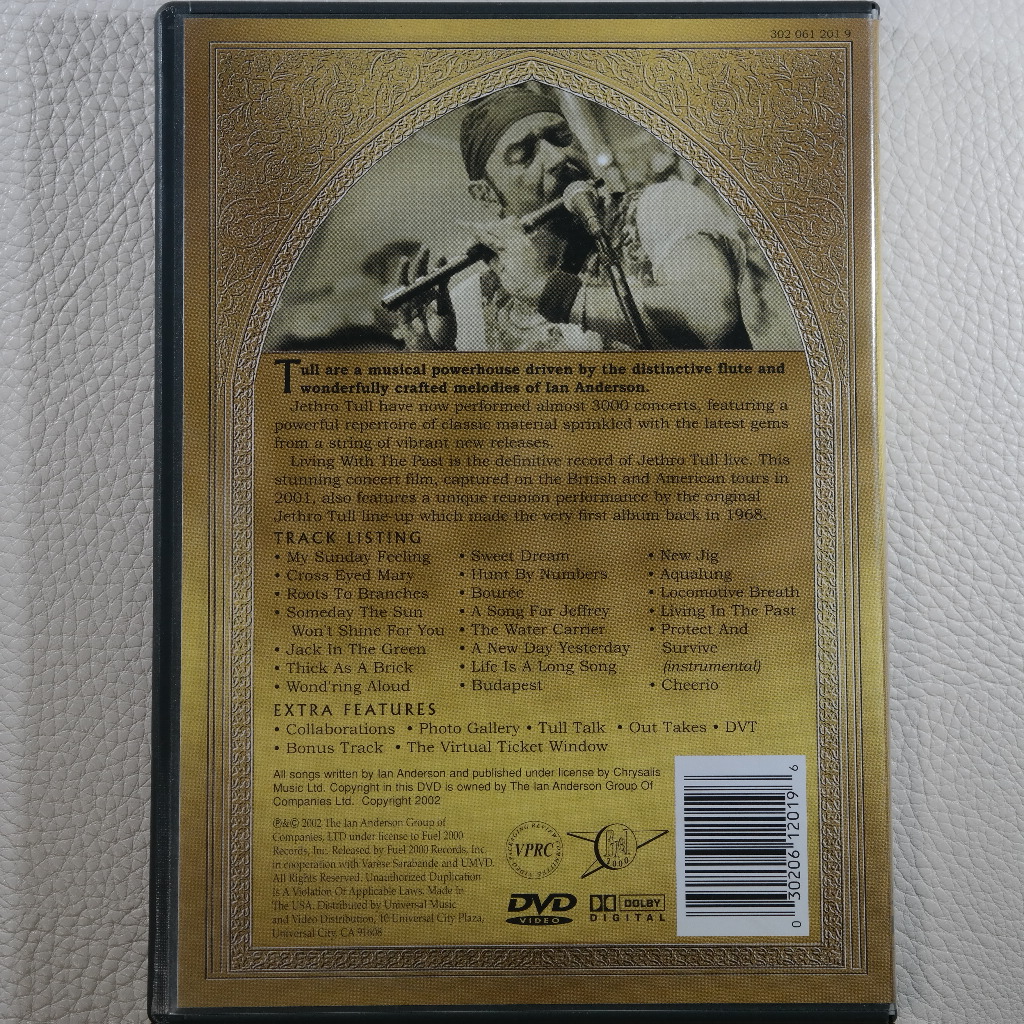 302 061 201 9
Tull are a musical powerhouse driven by the distinctive flute and
wonderfully crafted melodies of Ian Anderson.
Jethro Tull have now performed almost 3000 concerts, featuring a
powerful repertoire of classic material sprinkled with the latest gems
from a string of vibrant new releases.
Living With The Past is the definitive record of Jethro Tull live. This
stunning concert film, captured on the British and American tours in
2001, also features a unique reunion performance by the original
Jethro Tull line-up which made the very first album back in 1968.
TRACK LISTING
• My Sunday Feeling
• Cross Eyed Mary
• Roots To Branches
• Someday The Sun
Won't Shine For You
• Jack In The Green
• Thick As A Brick
• Wond'ring Aloud
• Sweet Dream
• Hunt By Numbers
• Bourée
• A Song For Jeffrey
• The Water Carrier
• A New Day Yesterday
• Life Is A Long Song
• Budapest
• New Jig
• Aqualung
• Locomotive Breath
• Living In The Past
• Protect And
Survive
(instrumental)
• Cheerio
EXTRA FEATURES
• Collaborations • Photo Gallery • Tull Talk • Out Takes • DVT
• Bonus Track • The Virtual Ticket Window
All songs written by Ian Anderson and published under license by Chrysalis
Music Ltd. Copyright in this DVD is owned by The Ian Anderson Group Of
Companies Ltd. Copyright 2002
℗&© 2002 The Ian Anderson Group of
Companies, LTD under license to Fuel 2000
Records, Inc. Released by Fuel 2000 Records, Inc.
in cooperation with Varese Sarabande and UMVD.
All Rights Reserved. Unauthorized Duplication
Is A Violation Of Applicable Laws. Made In
The USA. Distributed by Universal Music
and Video Distribution, 10 Universal City Plaza,
Universal City, CA 91608
VPRC
Fuel
2000
DVD
VIDEO
DOLBY
DIGITAL
0 30206 12019 6